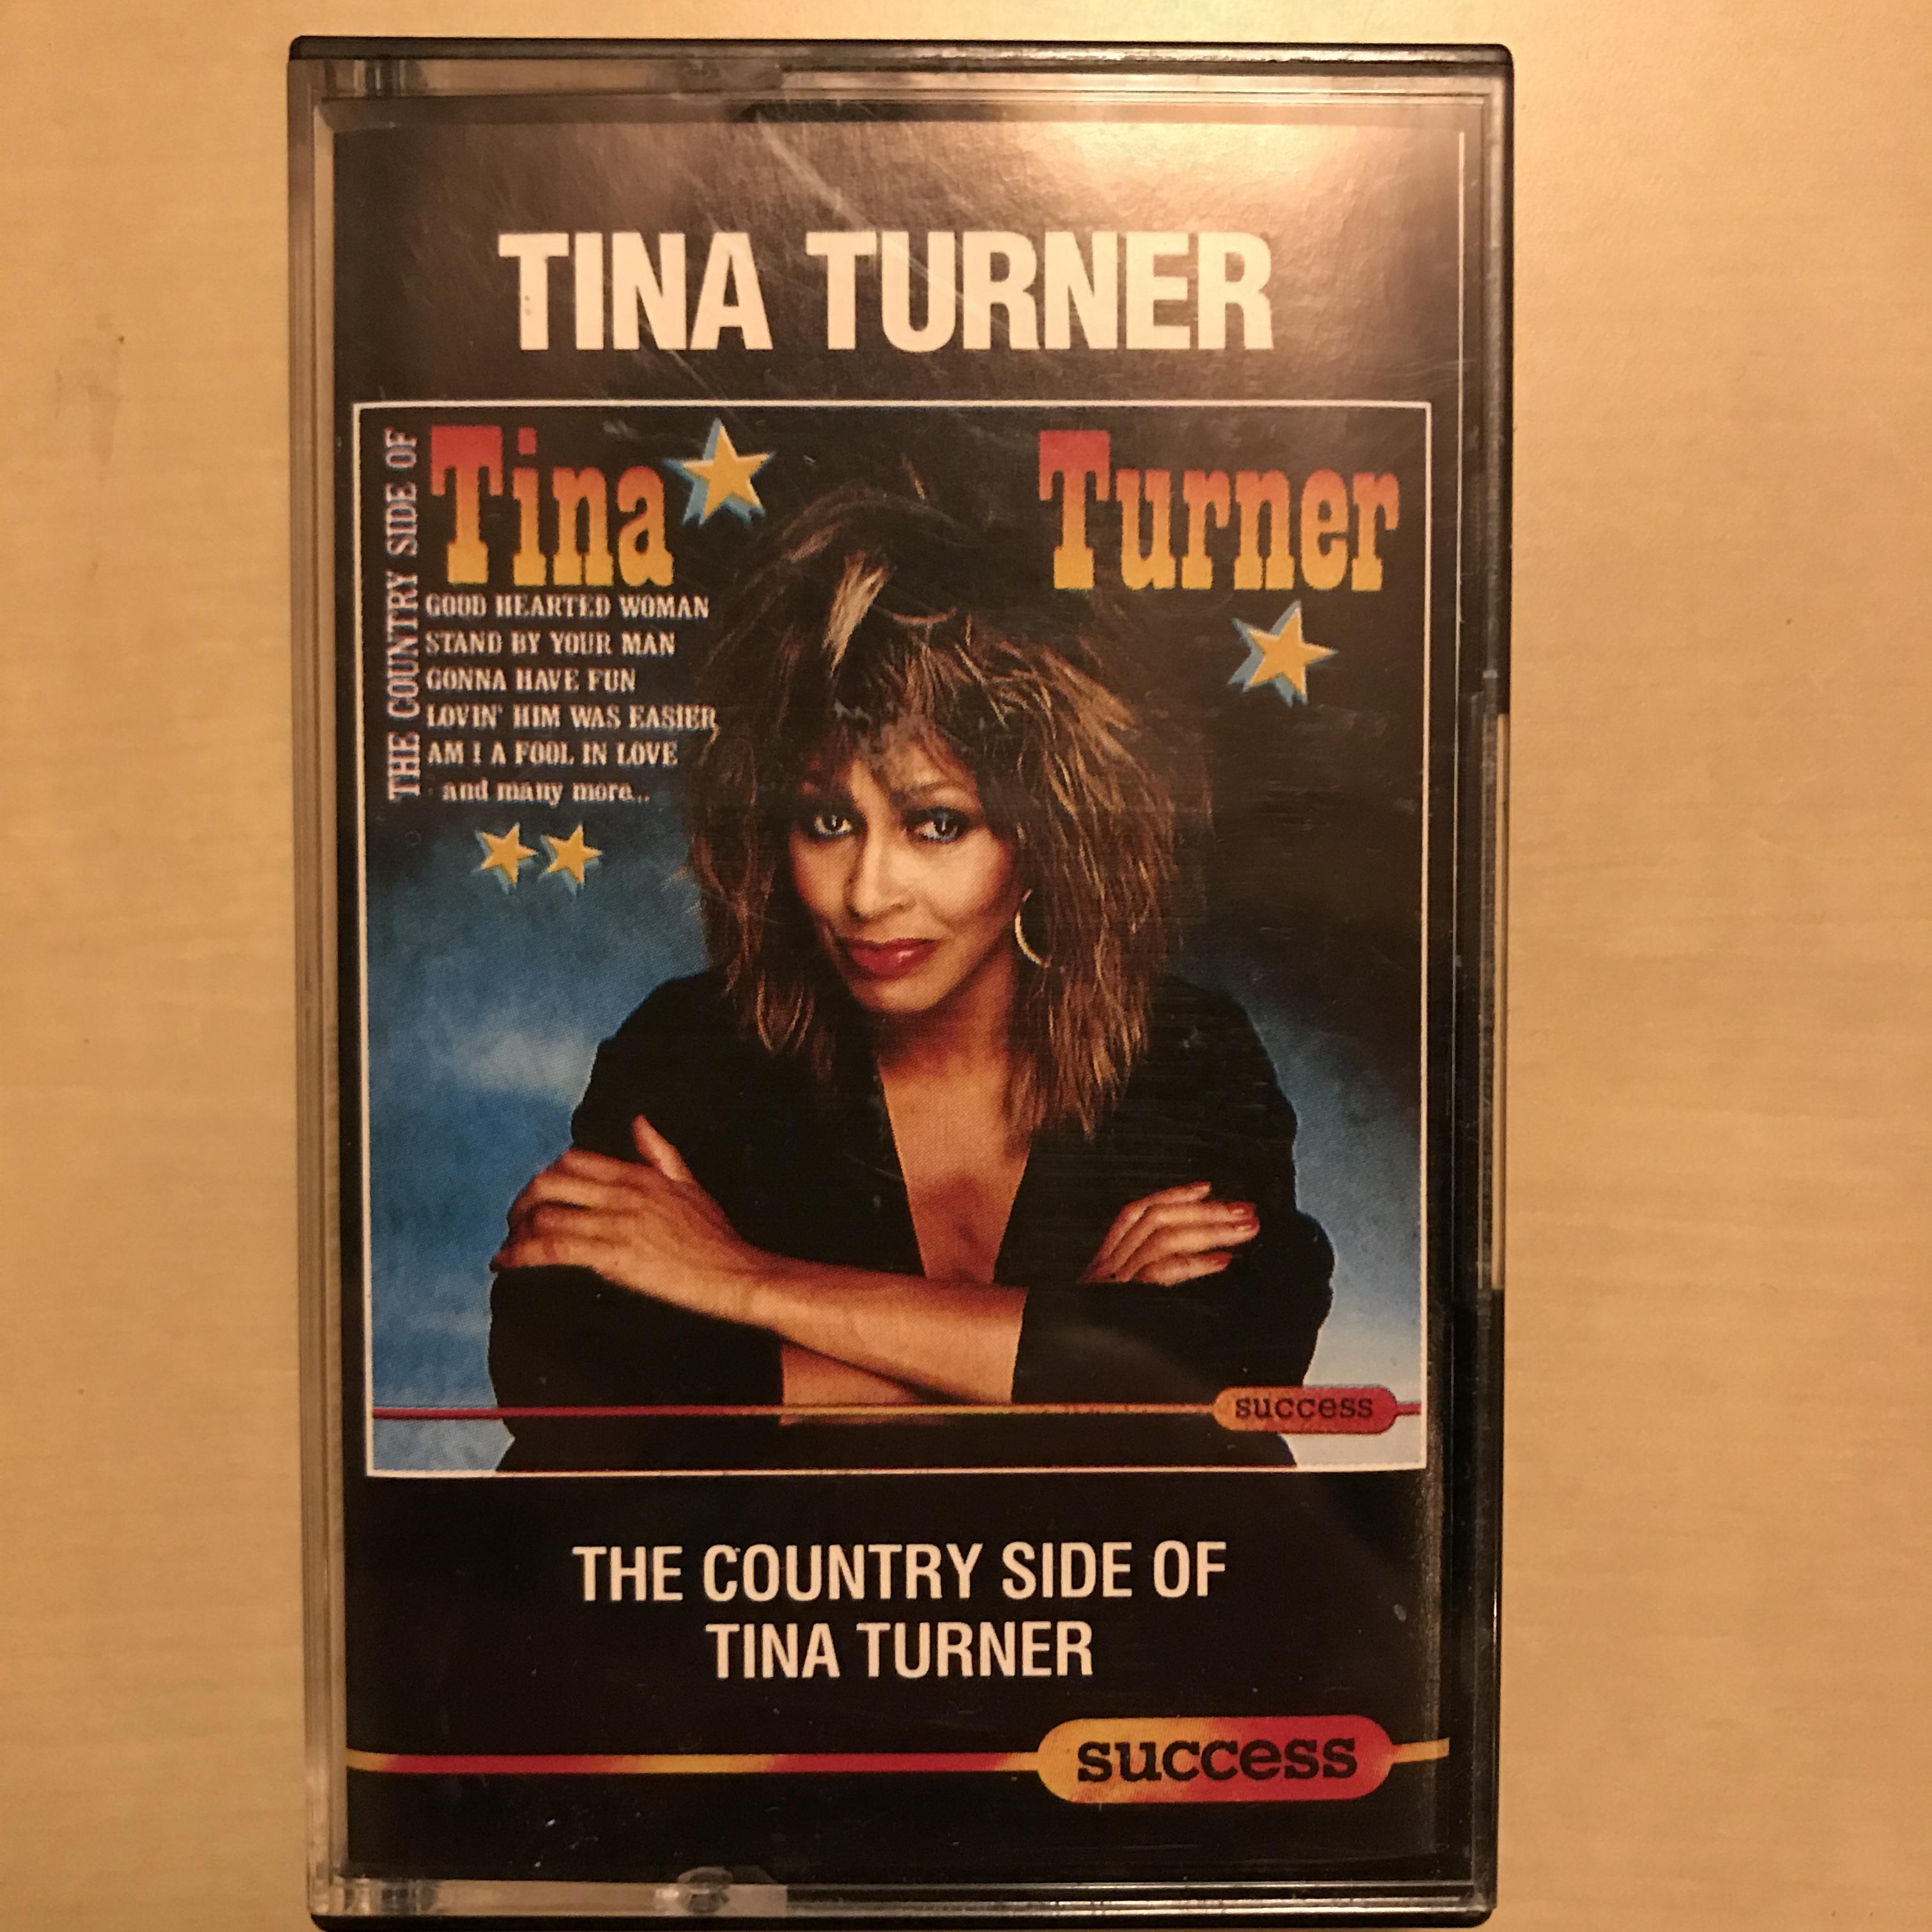 TINA TURNER
THE COUNTRY SIDE OF
Tina Turner
GOOD HEARTED WOMAN
STAND BY YOUR MAN
GONNA HAVE FUN
LOVIN' HIM WAS EASIER
AM I A FOOL IN LOVE
and many more...
success
THE COUNTRY SIDE OF
TINA TURNER
success